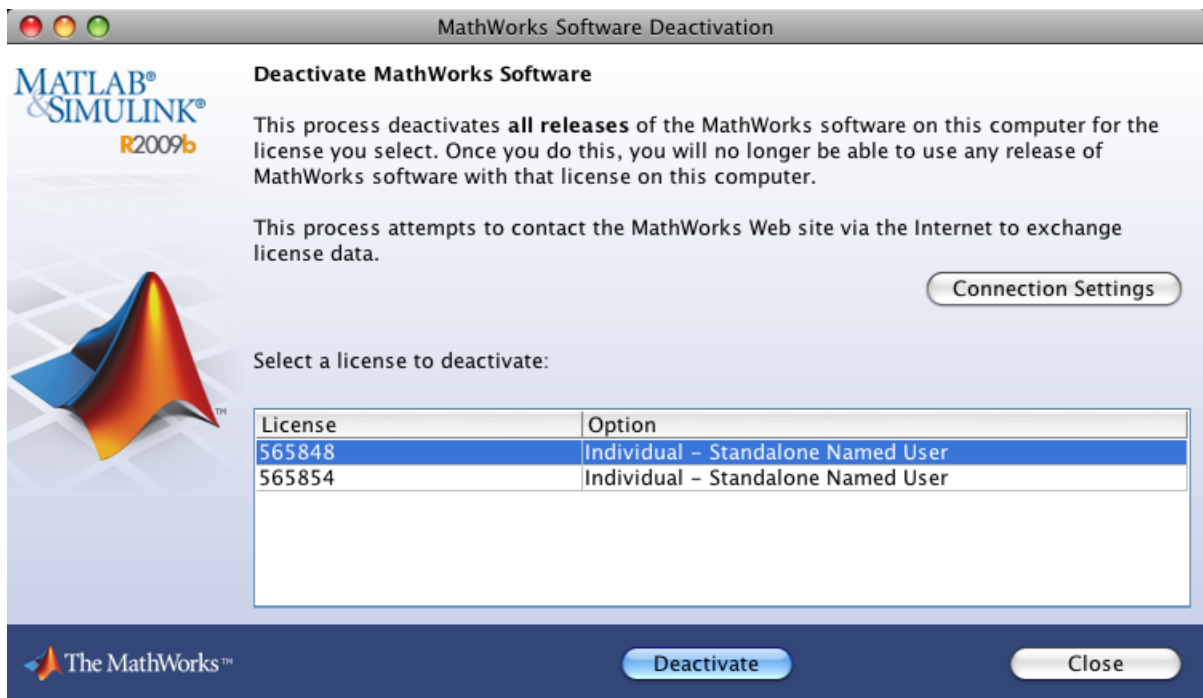 MathWorks Software Deactivation
MATLAB®
&SIMULINK®
R2009b
Deactivate MathWorks Software
This process deactivates all releases of the MathWorks software on this computer for the
license you select. Once you do this, you will no longer be able to use any release of
MathWorks software with that license on this computer.
This process attempts to contact the MathWorks Web site via the Internet to exchange
license data.
Connection Settings
Select a license to deactivate:
TM
License Option
565848 Individual – Standalone Named User
565854 Individual – Standalone Named User
The MathWorks™
Deactivate
Close